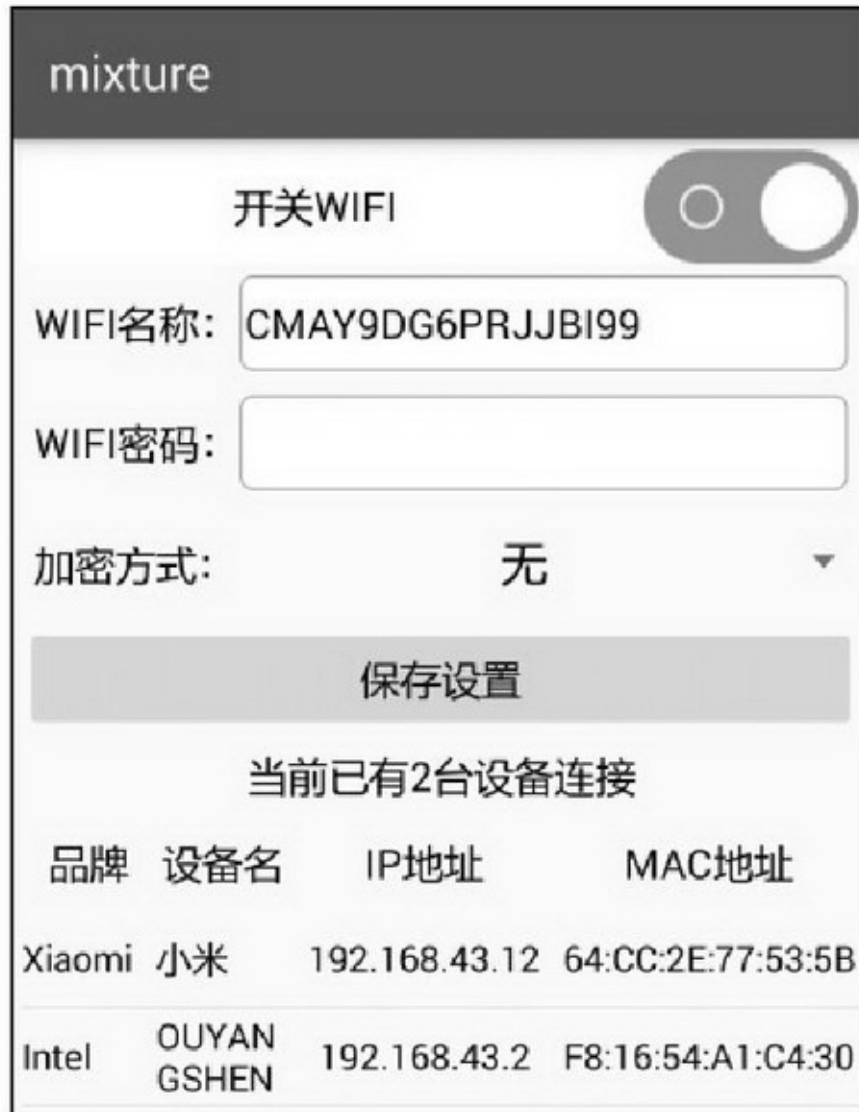 mixture
开关WIFI
WIFI名称: CMAY9DG6PRJJBI99
WIFI密码:
加密方式: 无
保存设置
当前已有2台设备连接
品牌 设备名 IP地址 MAC地址
Xiaomi 小米 192.168.43.12 64:CC:2E:77:53:5B
Intel OUYAN 192.168.43.2 F8:16:54:A1:C4:30
GSHEN